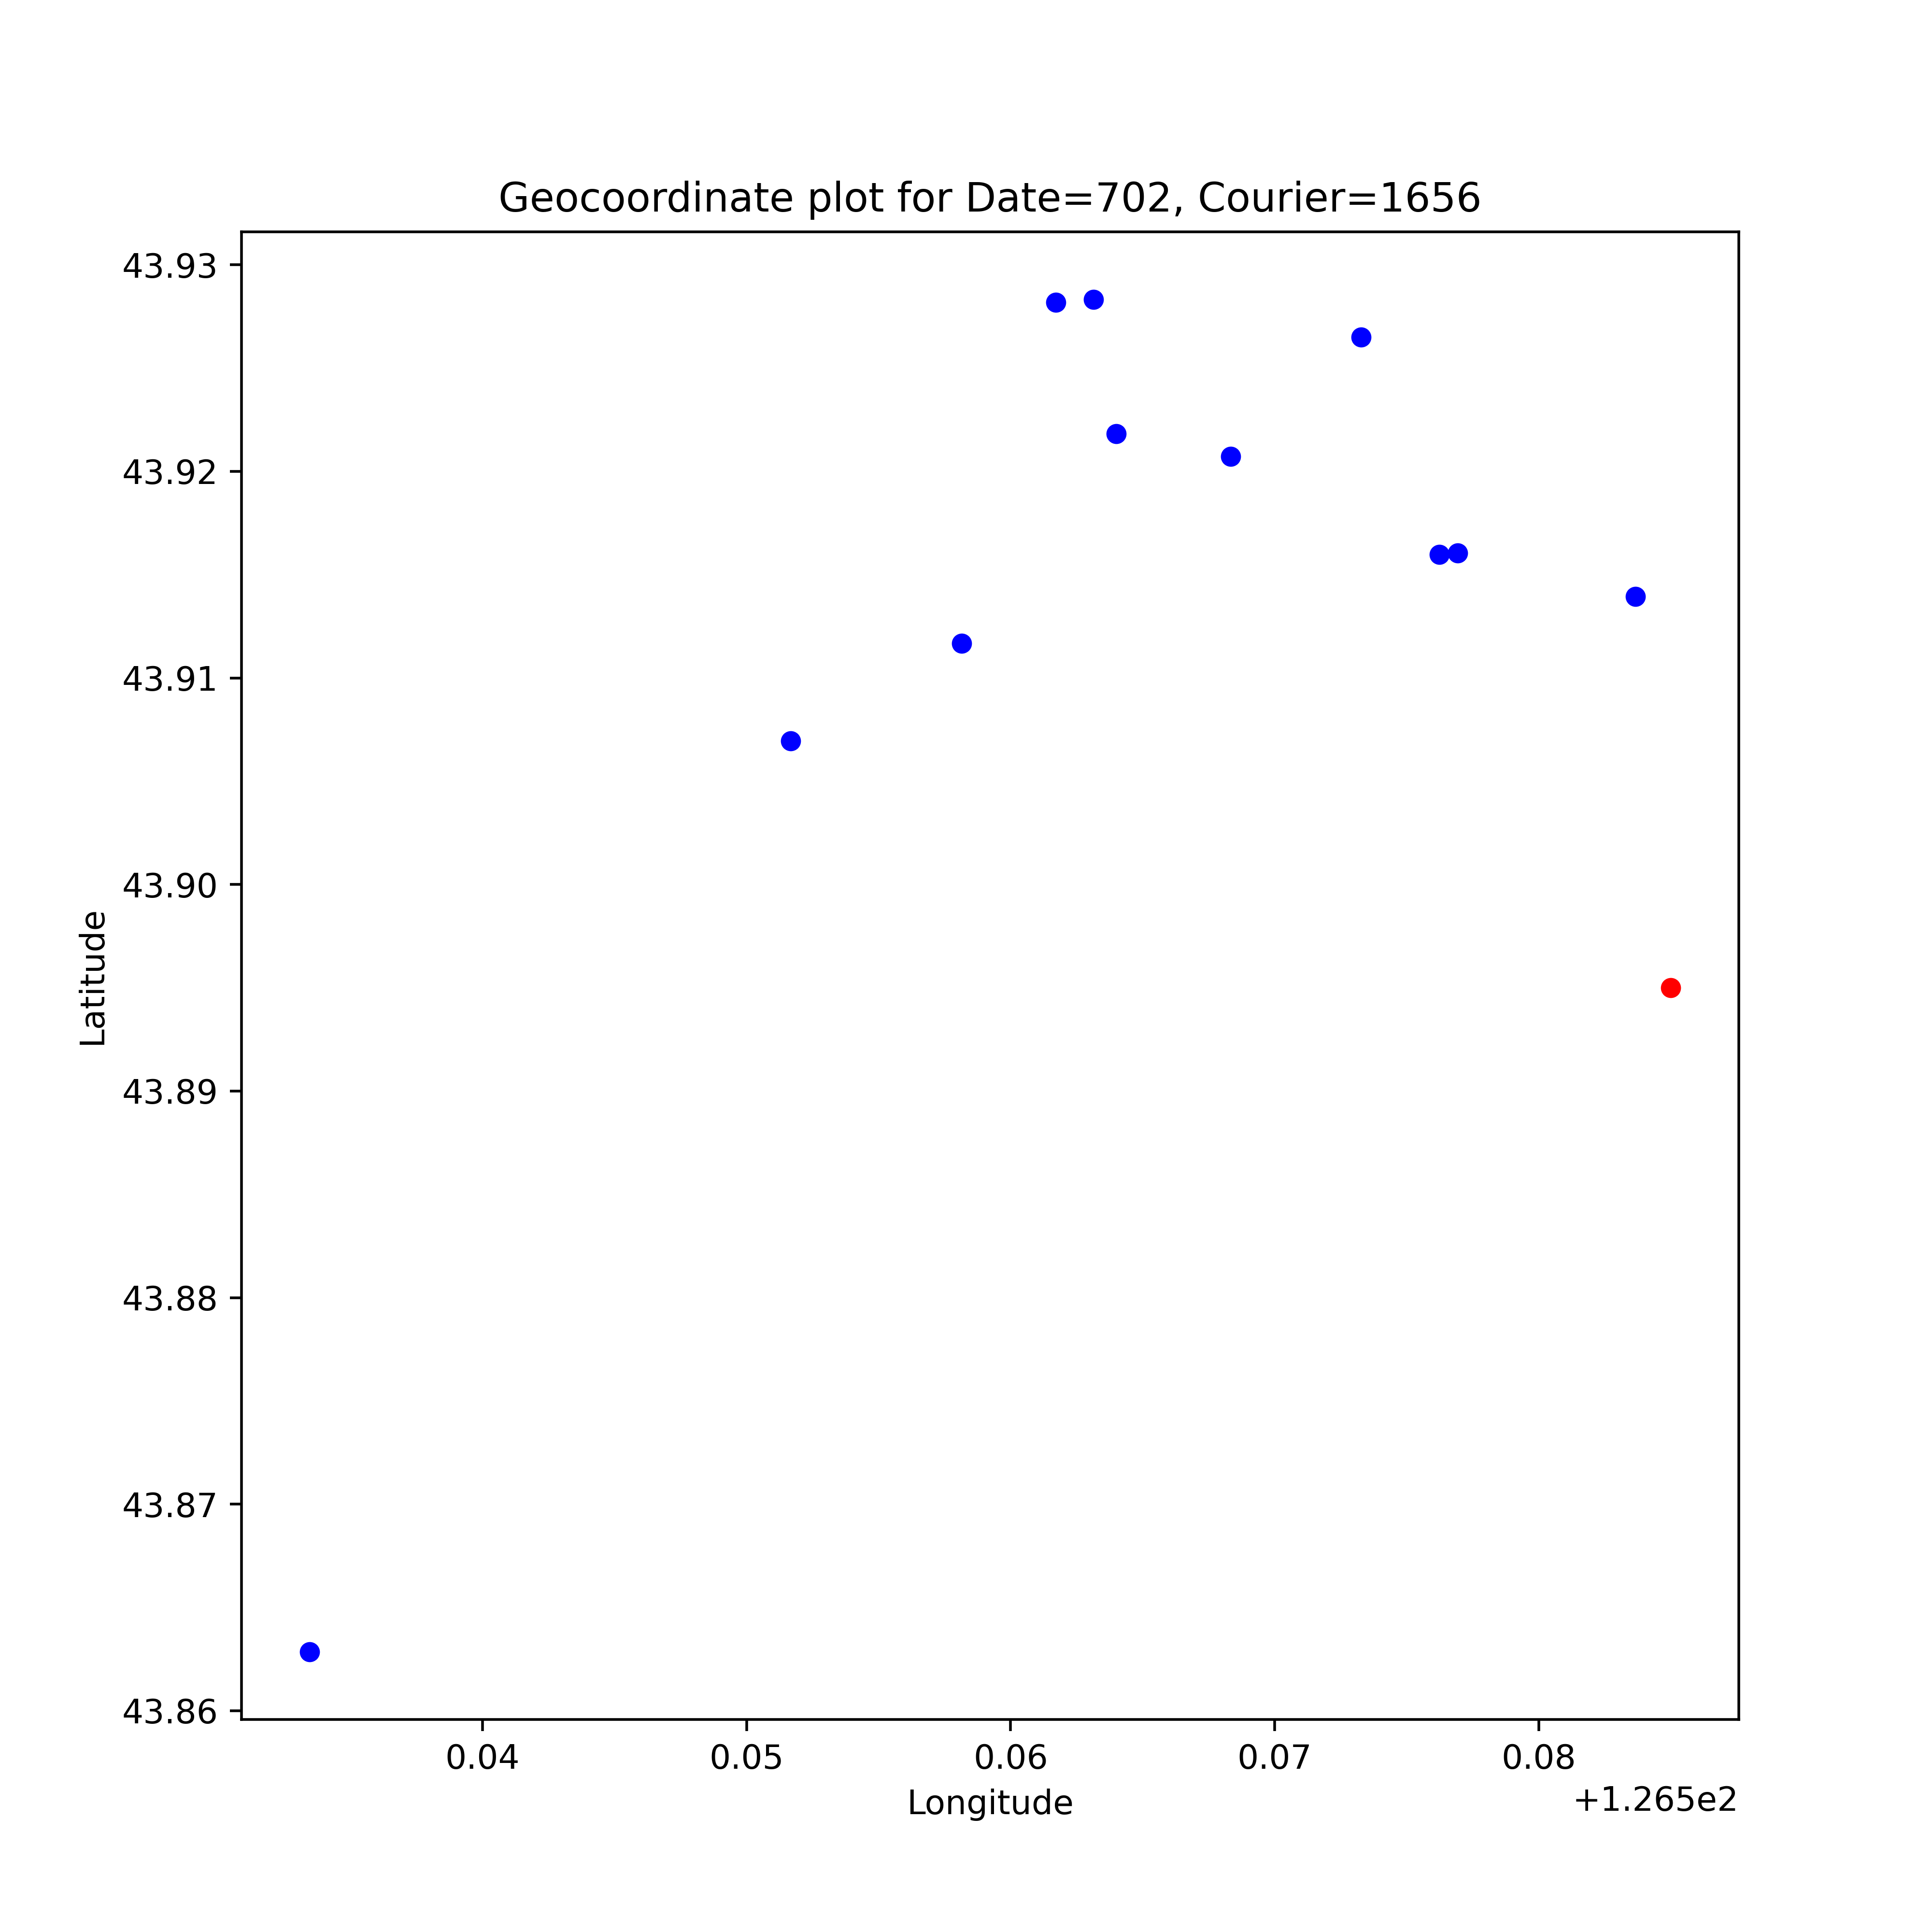 Geocoordinate plot for Date=702, Courier=1656
43.93
43.92
43.91
43.90
43.89
43.88
43.87
43.86
Latitude
0.04 0.05 0.06 0.07 0.08
+1.265e2
Longitude